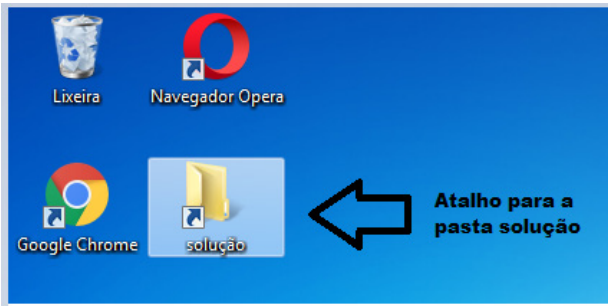 Lixeira
Navegador Opera
Google Chrome
solução
Atalho para a
pasta solução